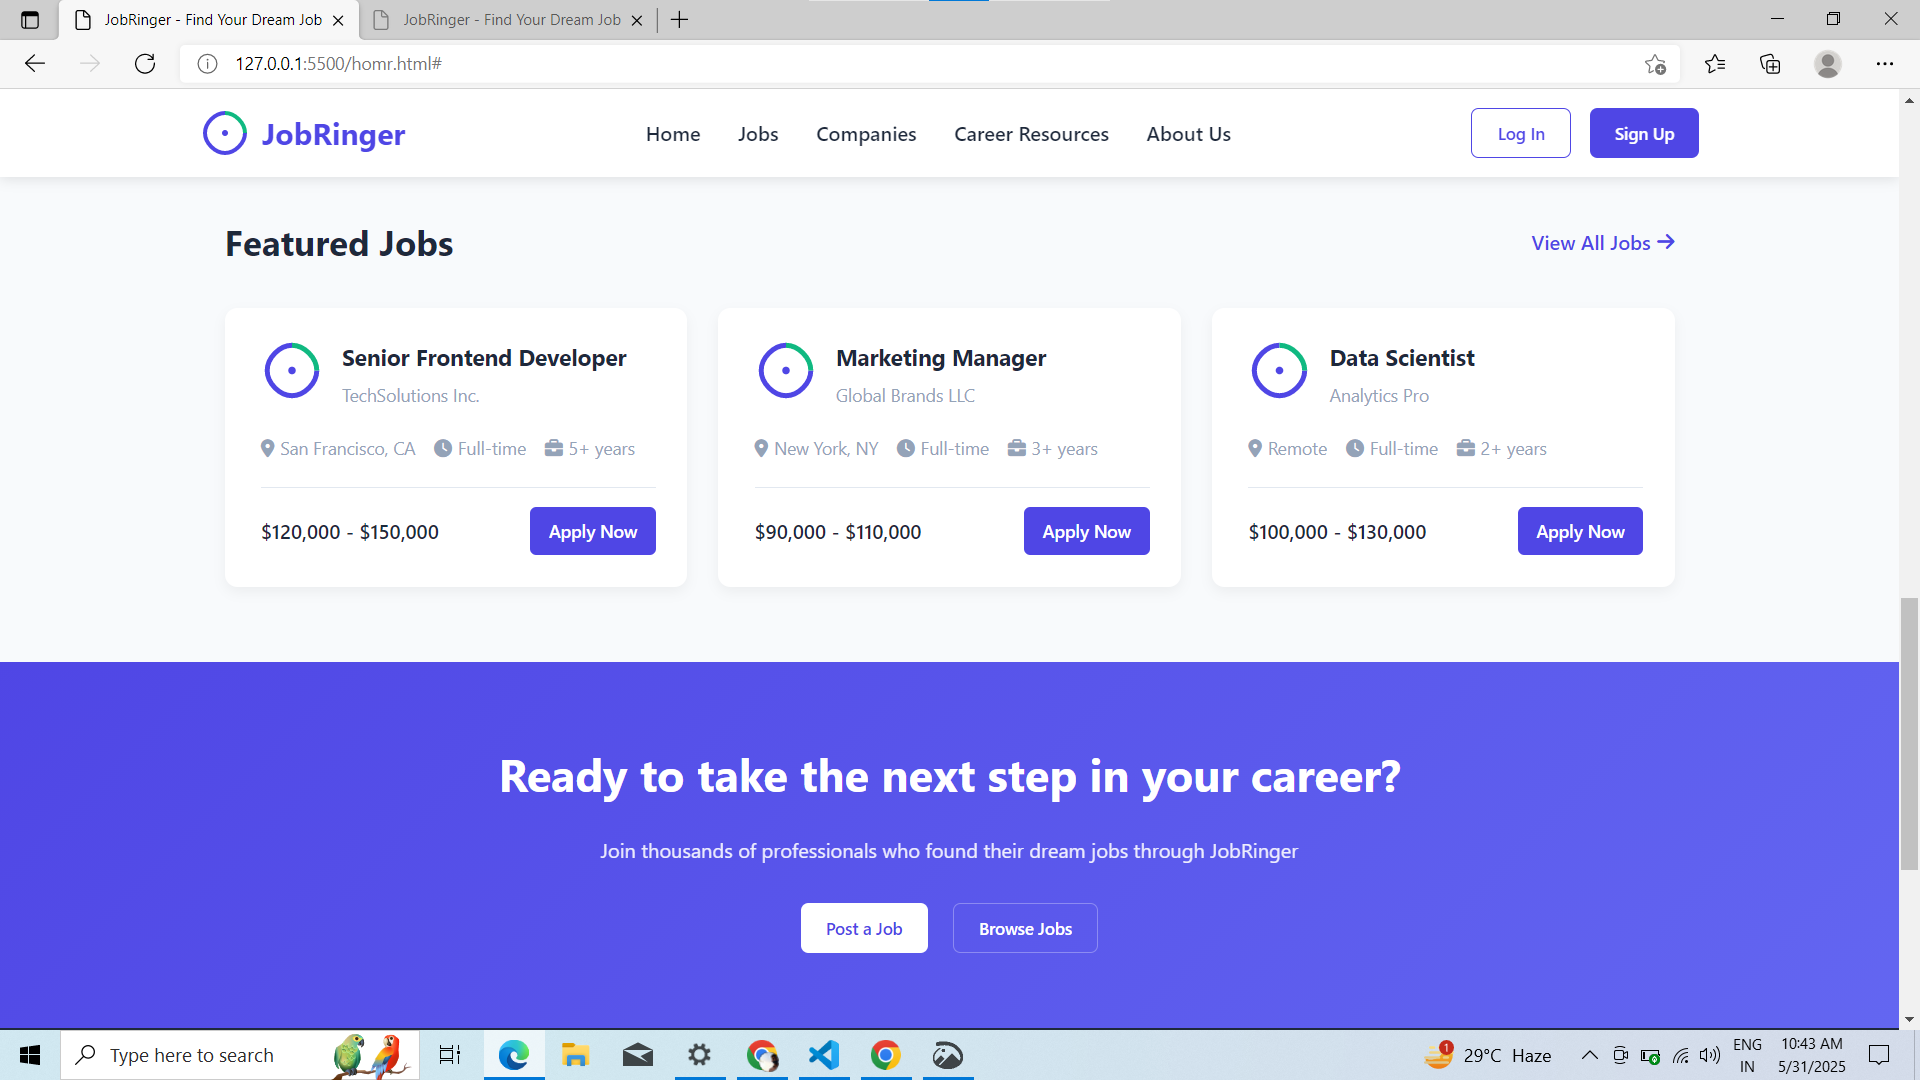 JobRinger - Find Your Dream Job
JobRinger - Find Your Dream Job
127.0.0.1:5500/homr.html#
JobRinger
Home Jobs Companies Career Resources About Us
Log In Sign Up
Featured Jobs
View All Jobs
Senior Frontend Developer
TechSolutions Inc.
San Francisco, CA Full-time 5+ years
$120,000 - $150,000 Apply Now
Marketing Manager
Global Brands LLC
New York, NY Full-time 3+ years
$90,000 - $110,000 Apply Now
Data Scientist
Analytics Pro
Remote Full-time 2+ years
$100,000 - $130,000 Apply Now
Ready to take the next step in your career?
Join thousands of professionals who found their dream jobs through JobRinger
Post a Job Browse Jobs
Type here to search
1
29°C Haze
ENG
IN
10:43 AM
5/31/2025